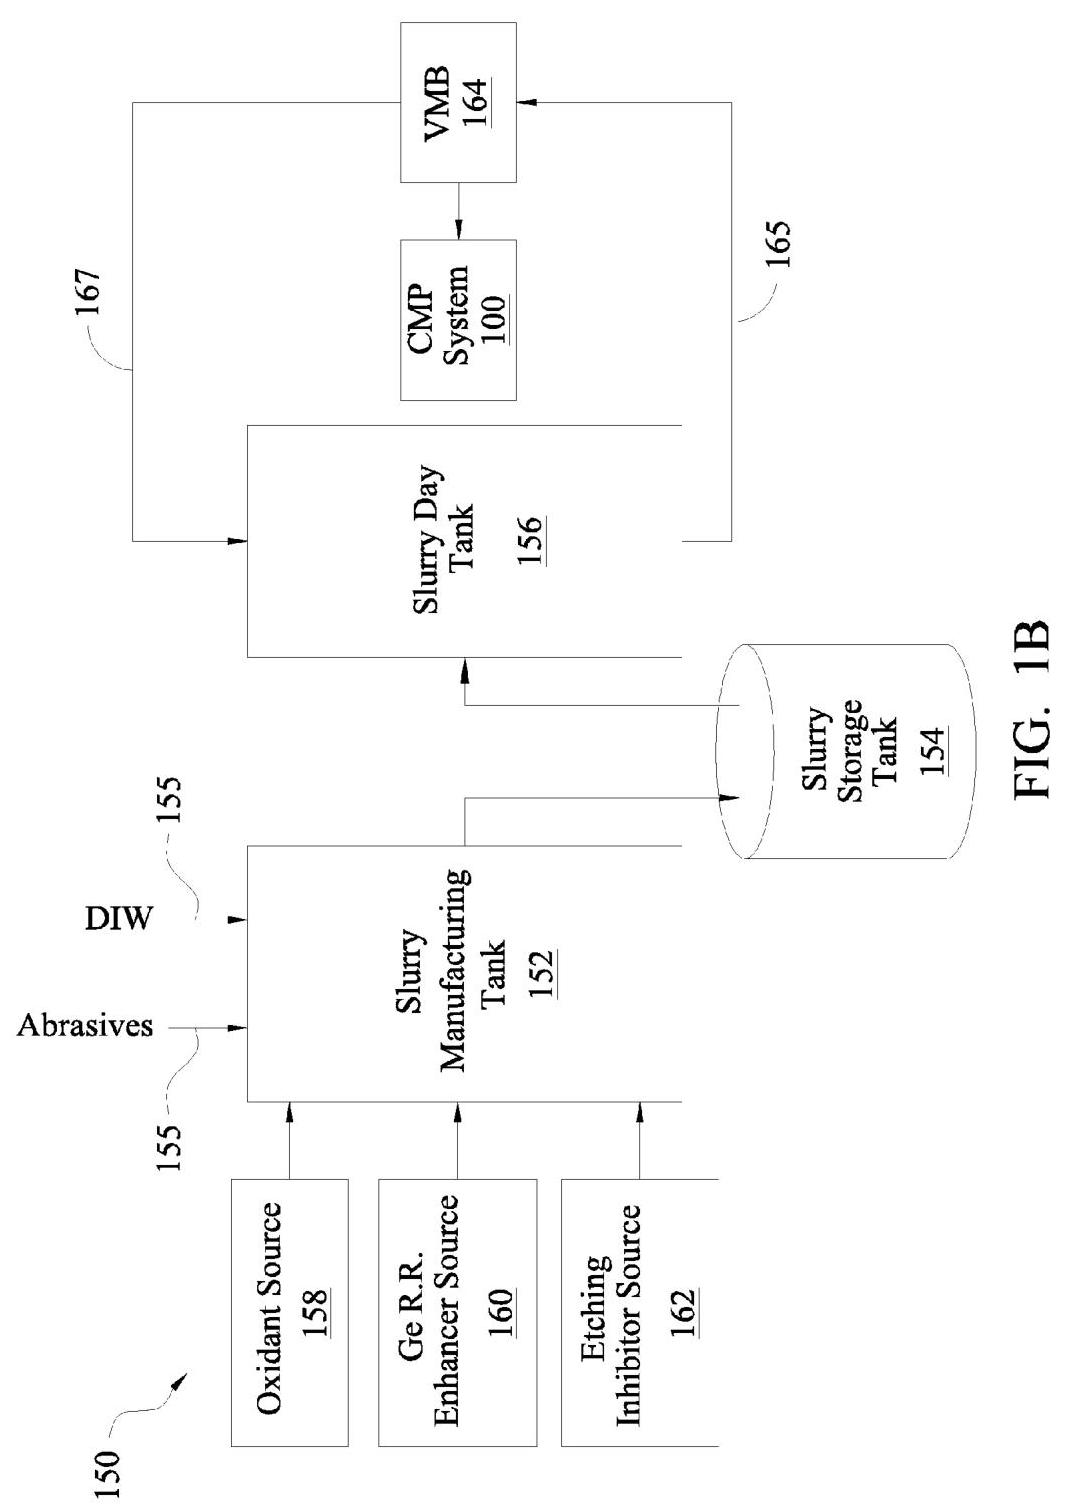 150
155
155
Abrasives
DIW
167
Oxidant Source
158
Ge R.R.
Enhancer Source
160
Etching
Inhibitor Source
162
Slurry
Manufacturing
Tank
152
Slurry Day
Tank
156
CMP
System
100
VMB
164
165
Slurry
Storage
Tank
154
FIG. 1B